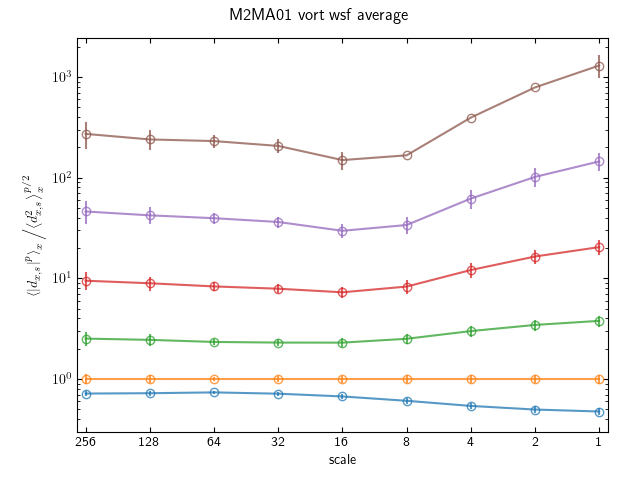 M2MA01 vort wsf average
10³
10²
10¹
10⁰
⟨|d_{x,s}|^p⟩_x / ⟨d²_{x,s}⟩_x^{p/2}
256 128 64 32 16 8 4 2 1
scale